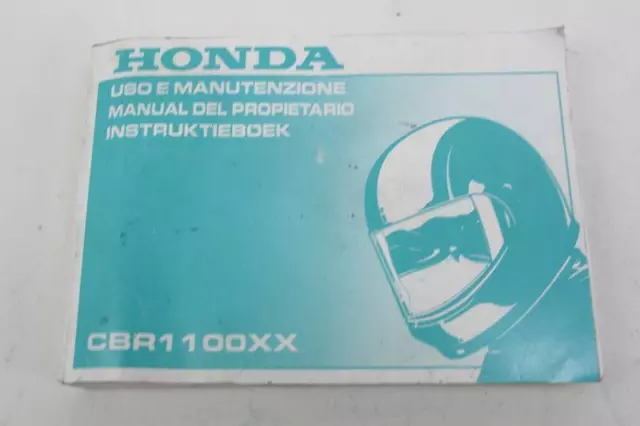 HONDA
USO E MANUTENZIONE
MANUAL DEL PROPIETARIO
INSTRUKTIEBOEK
CBR1100XX